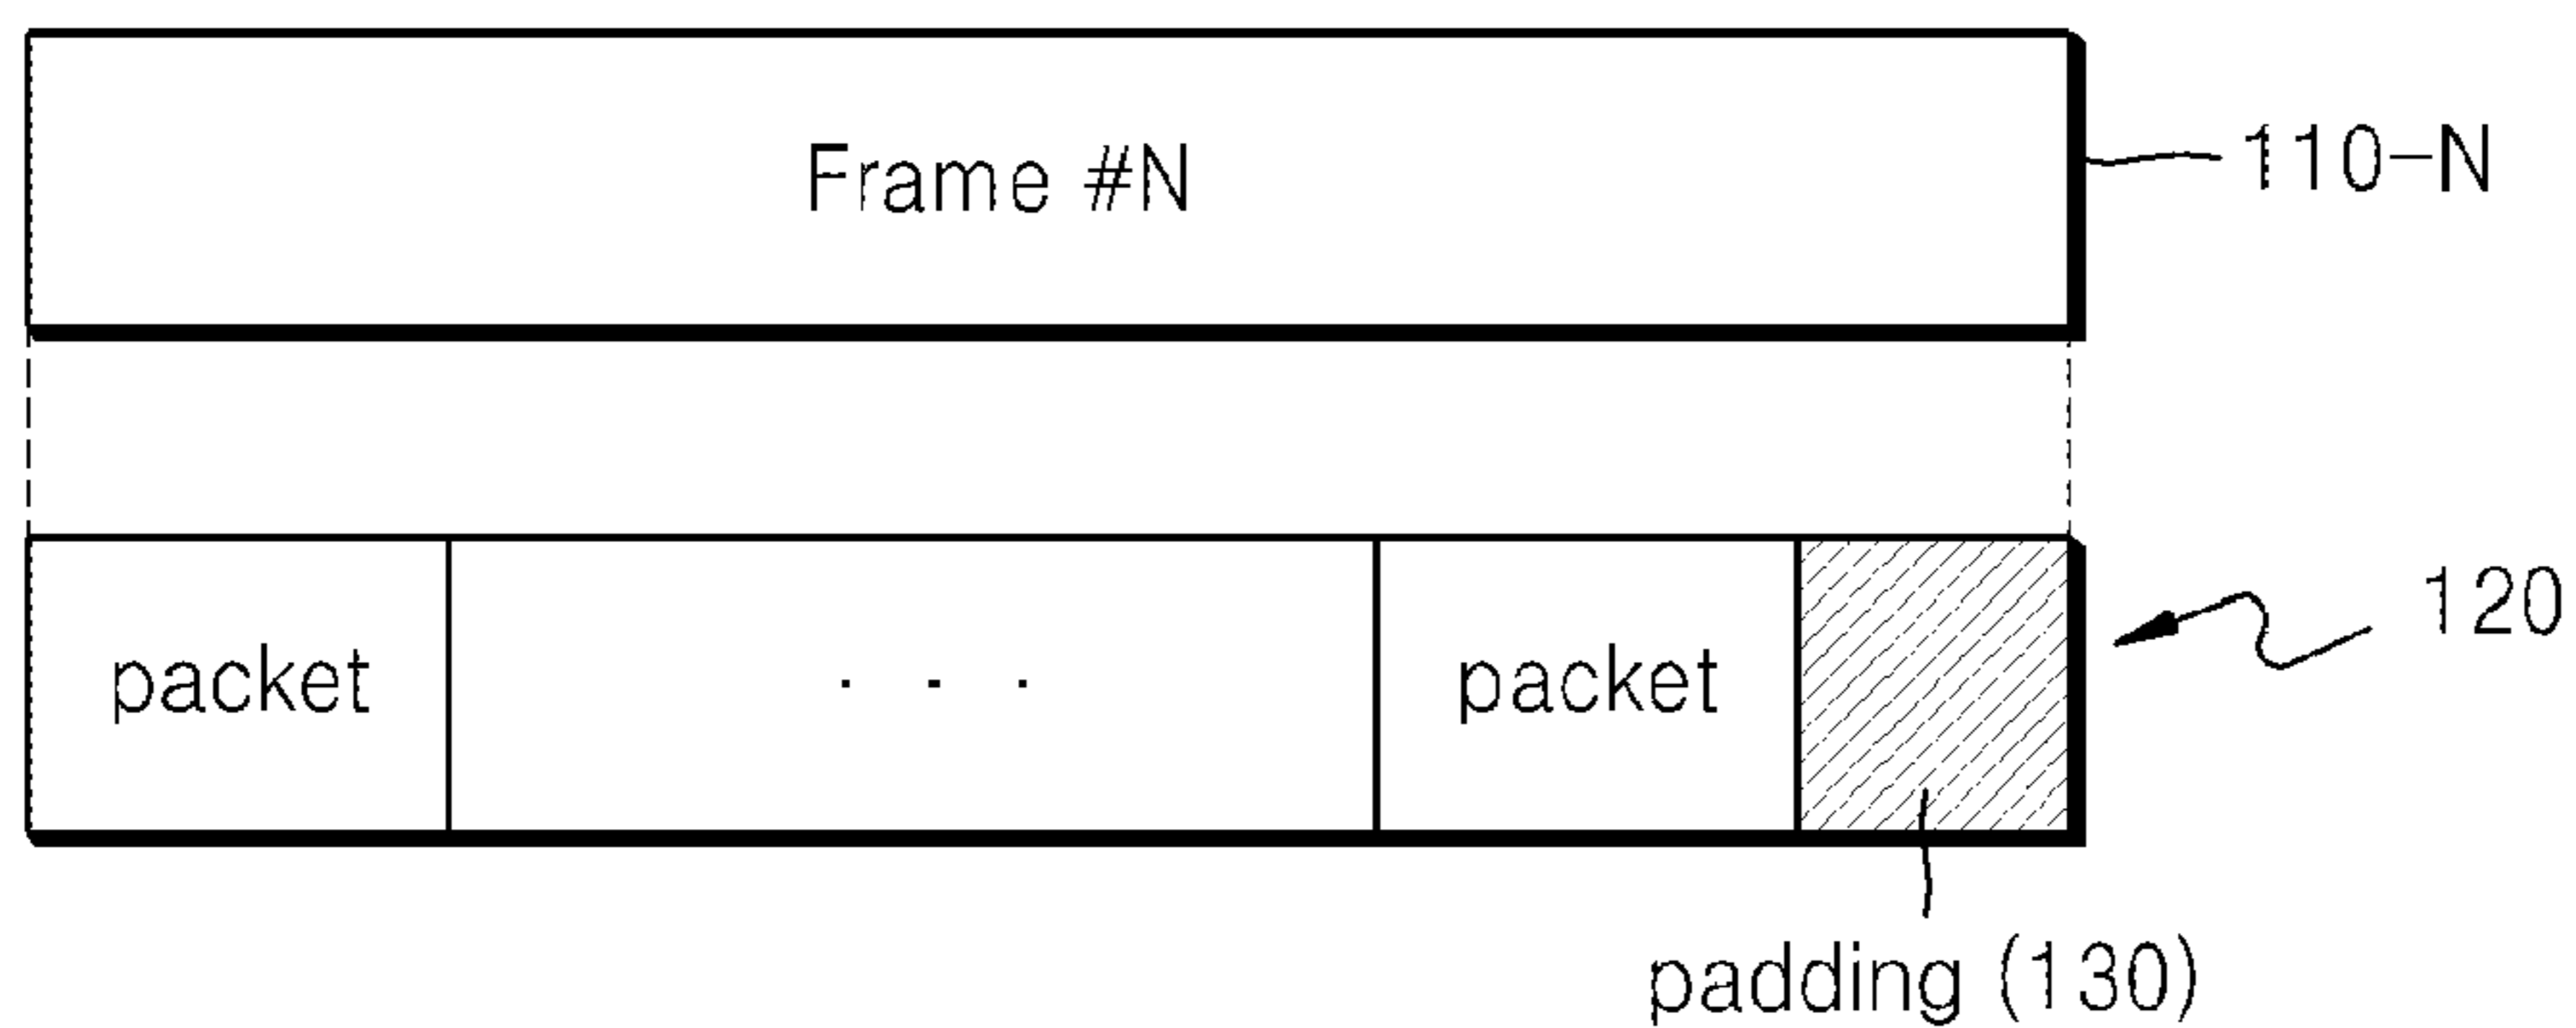 Frame #N
110-N
packet
. . .
packet
120
padding (130)